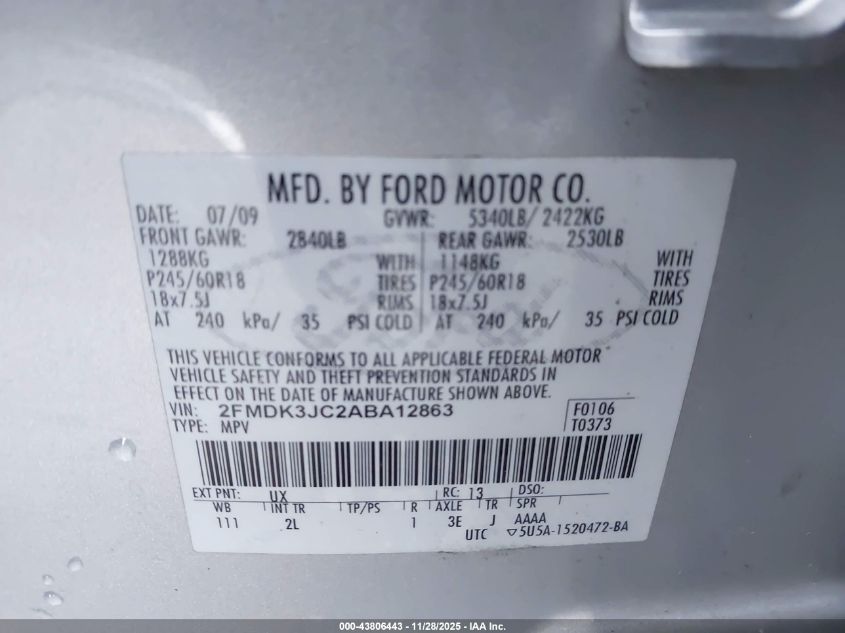 MFD. BY FORD MOTOR CO.
DATE: 07/09 GVWR: 5340LB/ 2422KG
FRONT GAWR: 2840LB REAR GAWR: 2530LB
1288KG WITH 1148KG WITH
P245/60R18 TIRES P245/60R18 TIRES
18x7.5J RIMS 18x7.5J RIMS
AT 240 kPa/ 35 PSI COLD AT 240 kPa/ 35 PSI COLD
THIS VEHICLE CONFORMS TO ALL APPLICABLE FEDERAL MOTOR
VEHICLE SAFETY AND THEFT PREVENTION STANDARDS IN
EFFECT ON THE DATE OF MANUFACTURE SHOWN ABOVE.
VIN: 2FMDK3JC2ABA12863 F0106
TYPE: MPV T0373
EXT PNT: UX RC: 13 DSO:
WB INT TR TP/PS R AXLE TR SPR
111 2L 1 3E J AAAA
UTC ▽5U5A-1520472-BA
000-43806443 - 11/28/2025 - IAA Inc.